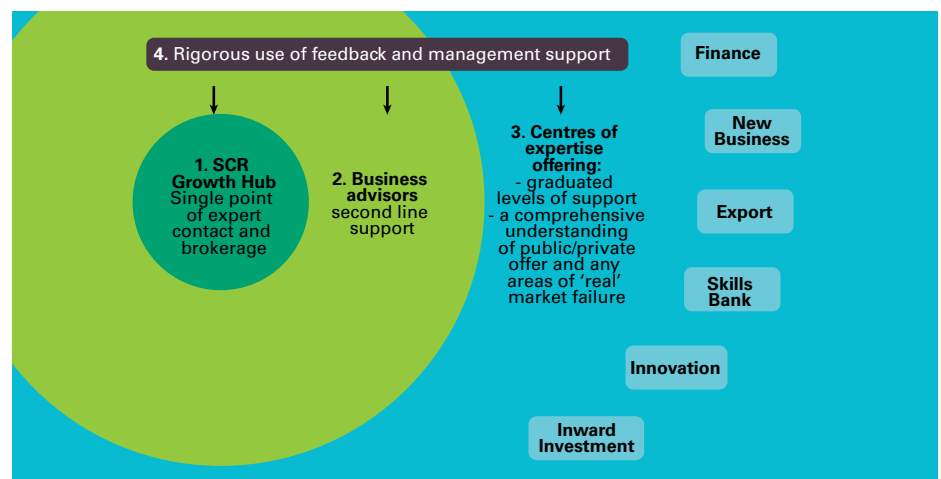 4. Rigorous use of feedback and management support
1. SCR
Growth Hub
Single point
of expert
contact and
brokerage
2. Business
advisors
second line
support
3. Centres of
expertise
offering:
- graduated
levels of support
- a comprehensive
understanding
of public/private
offer and any
areas of ‘real’
market failure
Finance
New
Business
Export
Skills
Bank
Innovation
Inward
Investment